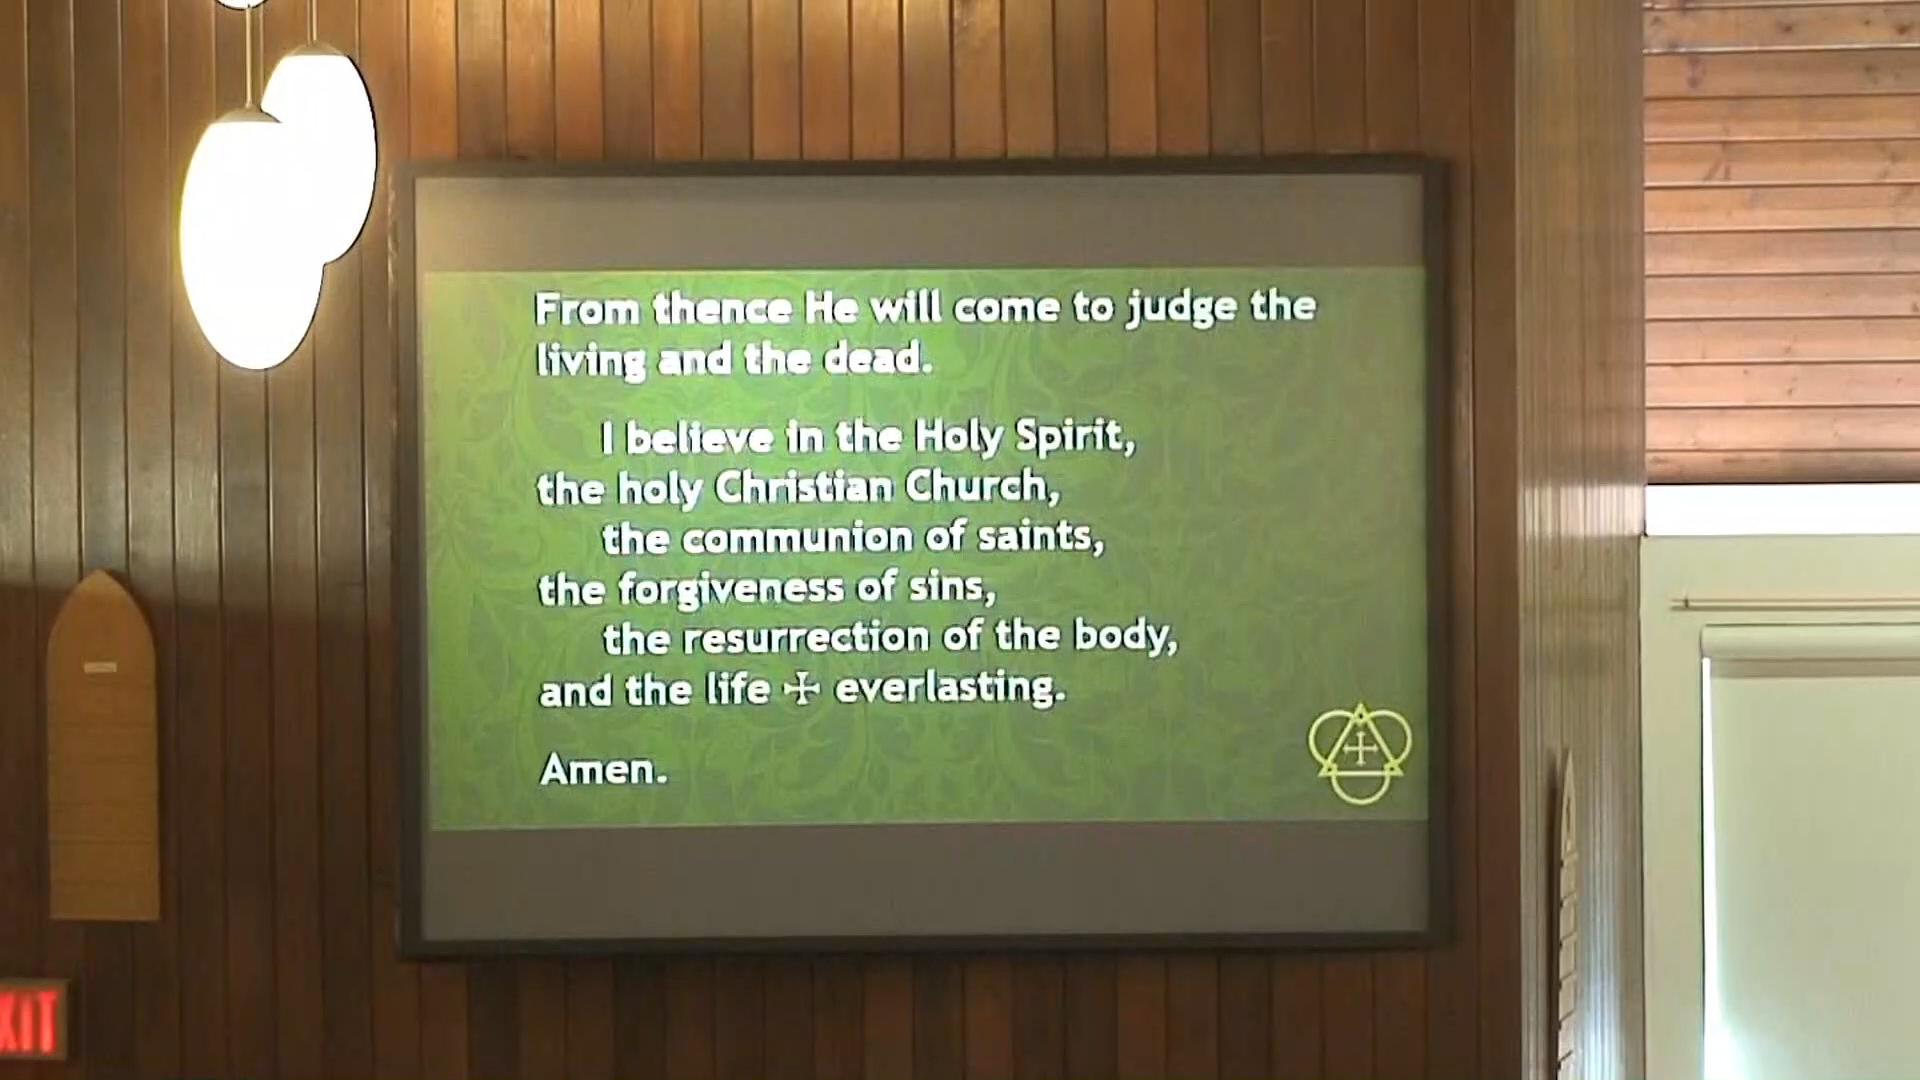 From thence He will come to judge the
living and the dead.
I believe in the Holy Spirit,
the holy Christian Church,
the communion of saints,
the forgiveness of sins,
the resurrection of the body,
and the life ☩ everlasting.
Amen.
XIT